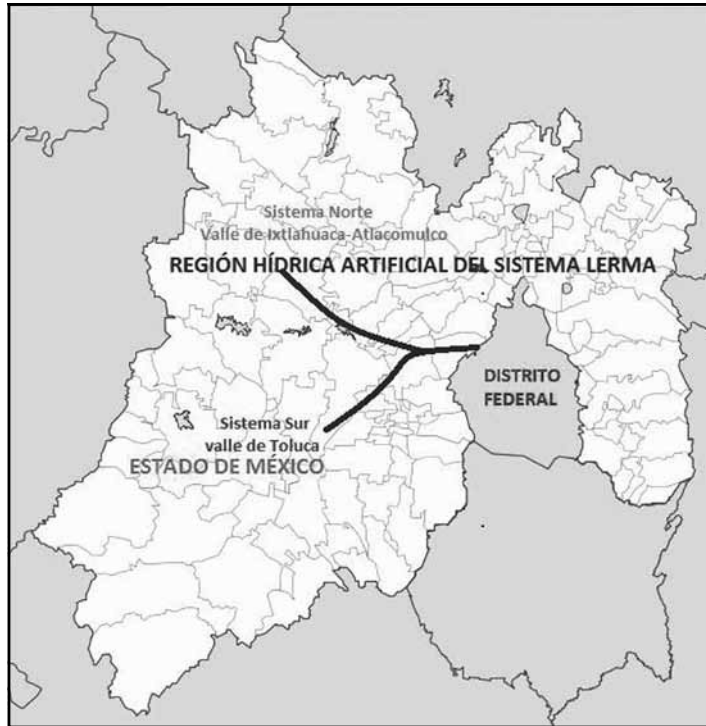 Sistema Norte
Valle de Ixtlahuaca-Atlacomulco
REGIÓN HÍDRICA ARTIFICIAL DEL SISTEMA LERMA
DISTRITO
FEDERAL
Sistema Sur
valle de Toluca
ESTADO DE MÉXICO